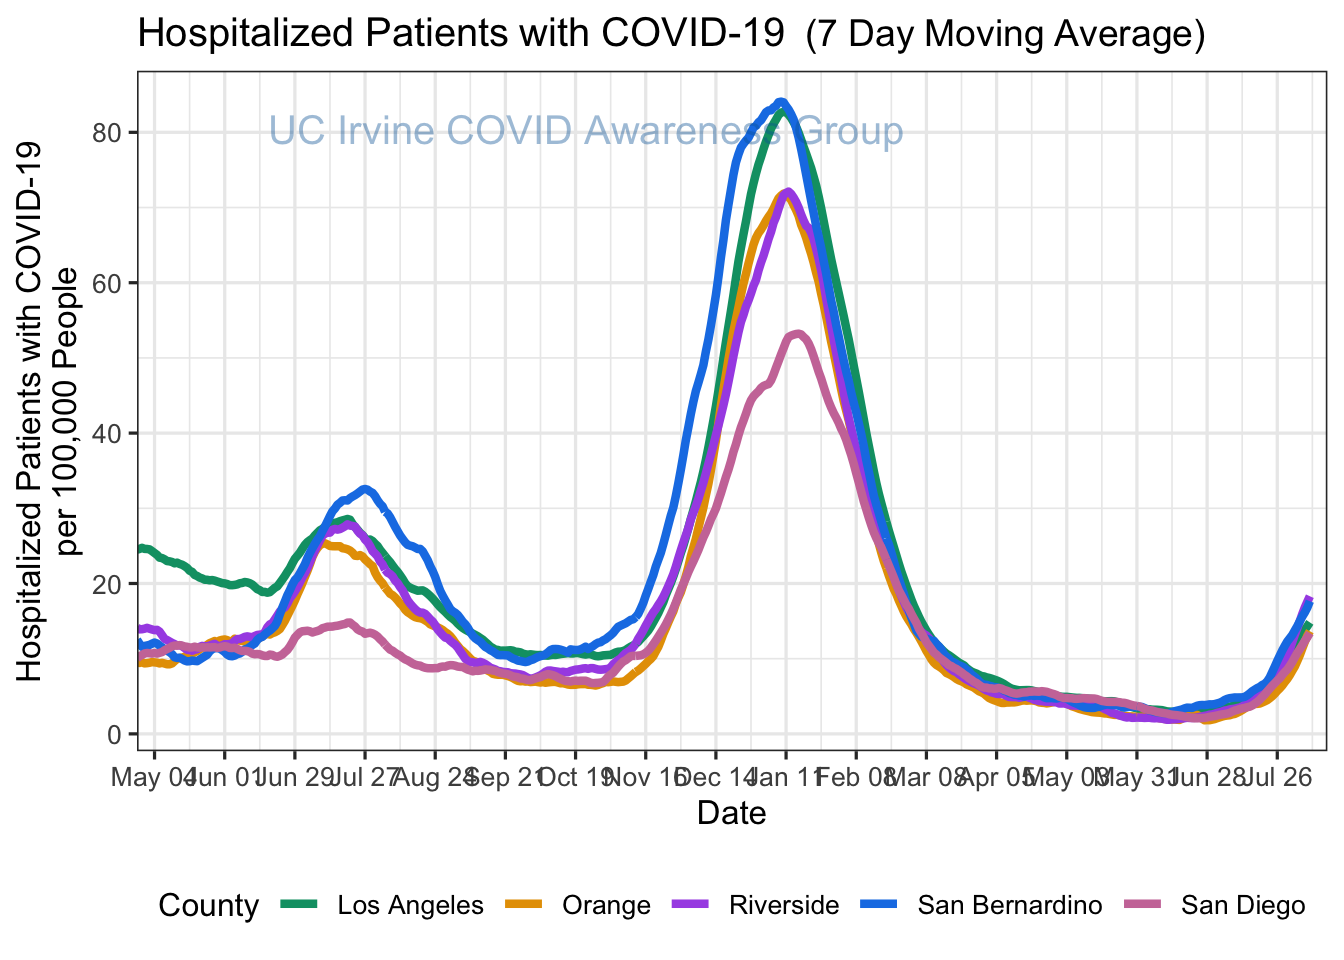 Hospitalized Patients with COVID-19 (7 Day Moving Average)
UC Irvine COVID Awareness Group
Hospitalized Patients with COVID-19
per 100,000 People
80
60
40
20
0
May 04 Jun 01 Jun 29 Jul 27 Aug 24 Sep 21 Oct 19 Nov 16 Dec 14 Jan 11 Feb 08 Mar 08 Apr 05 May 03 May 31 Jun 28 Jul 26
Date
County Los Angeles Orange Riverside San Bernardino San Diego